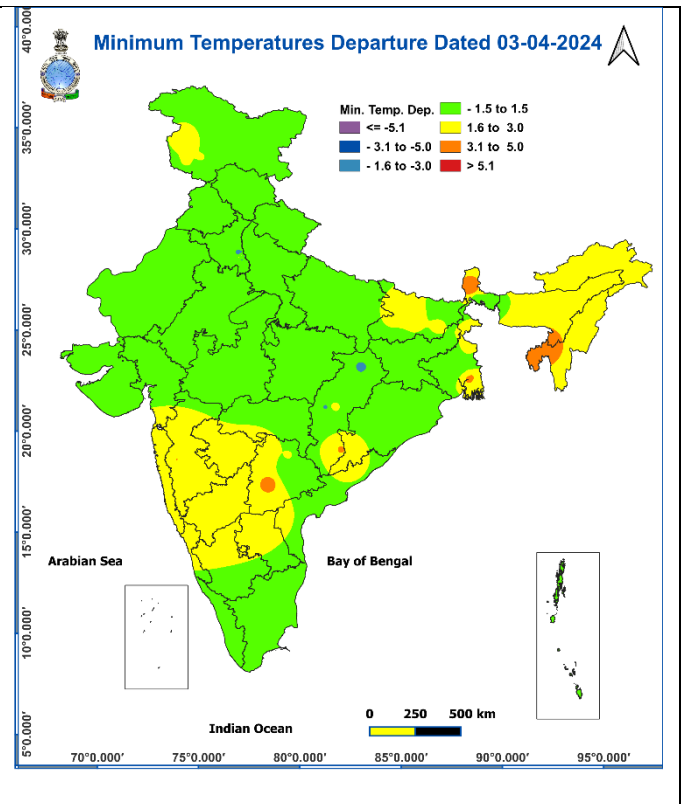 Minimum Temperatures Departure Dated 03-04-2024
Min. Temp. Dep.
<= -5.1
- 3.1 to -5.0
- 1.6 to -3.0
- 1.5 to 1.5
1.6 to 3.0
3.1 to 5.0
> 5.1
40°0.000'
35°0.000'
30°0.000'
25°0.000'
20°0.000'
15°0.000'
10°0.000'
5°0.000'
Arabian Sea
Bay of Bengal
Indian Ocean
0 250 500 km
70°0.000' 75°0.000' 80°0.000' 85°0.000' 90°0.000' 95°0.000'